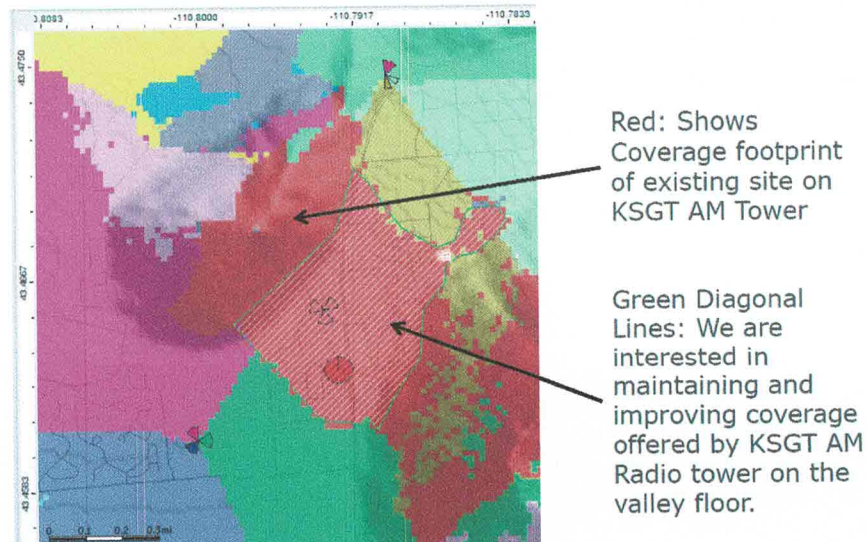 0.8083 -110.8000 -110.7917 -110.7833
43.4750
43.4667
43.4583
0 0.1 0.2 0.3mi
Red: Shows
Coverage footprint
of existing site on
KSGT AM Tower
Green Diagonal
Lines: We are
interested in
maintaining and
improving coverage
offered by KSGT AM
Radio tower on the
valley floor.